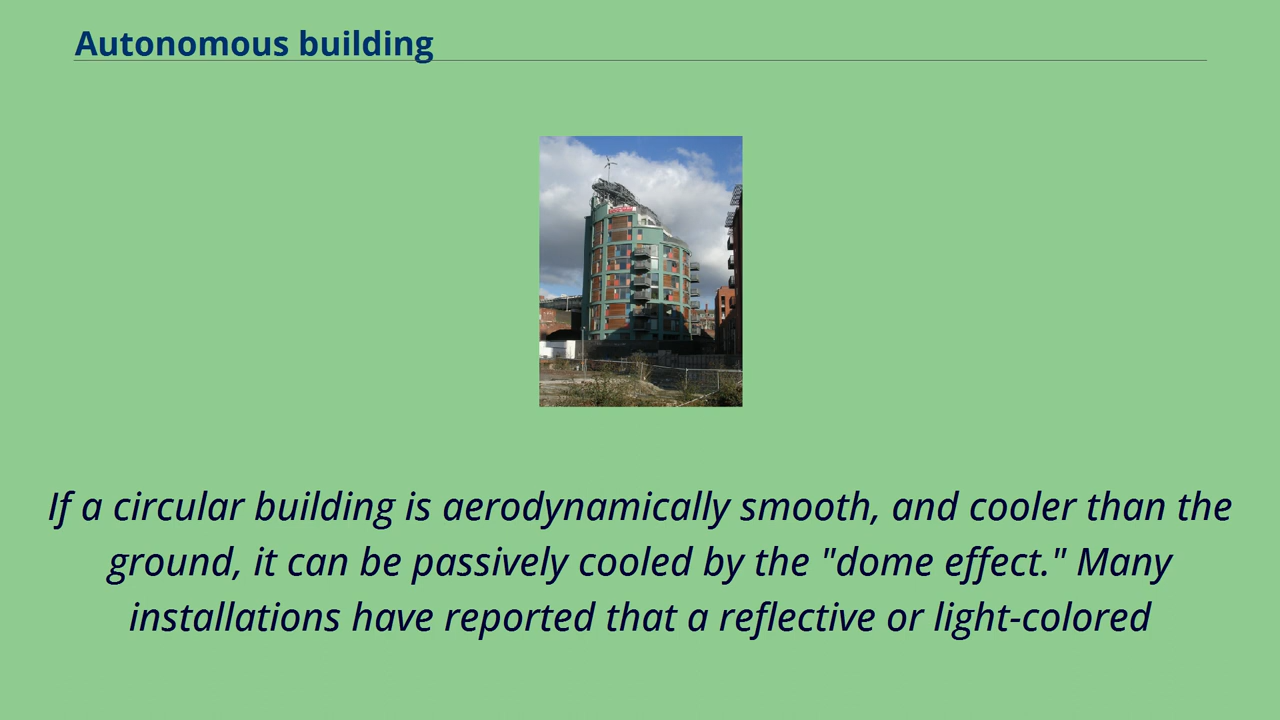 Autonomous building
If a circular building is aerodynamically smooth, and cooler than the
ground, it can be passively cooled by the "dome effect." Many
installations have reported that a reflective or light-colored